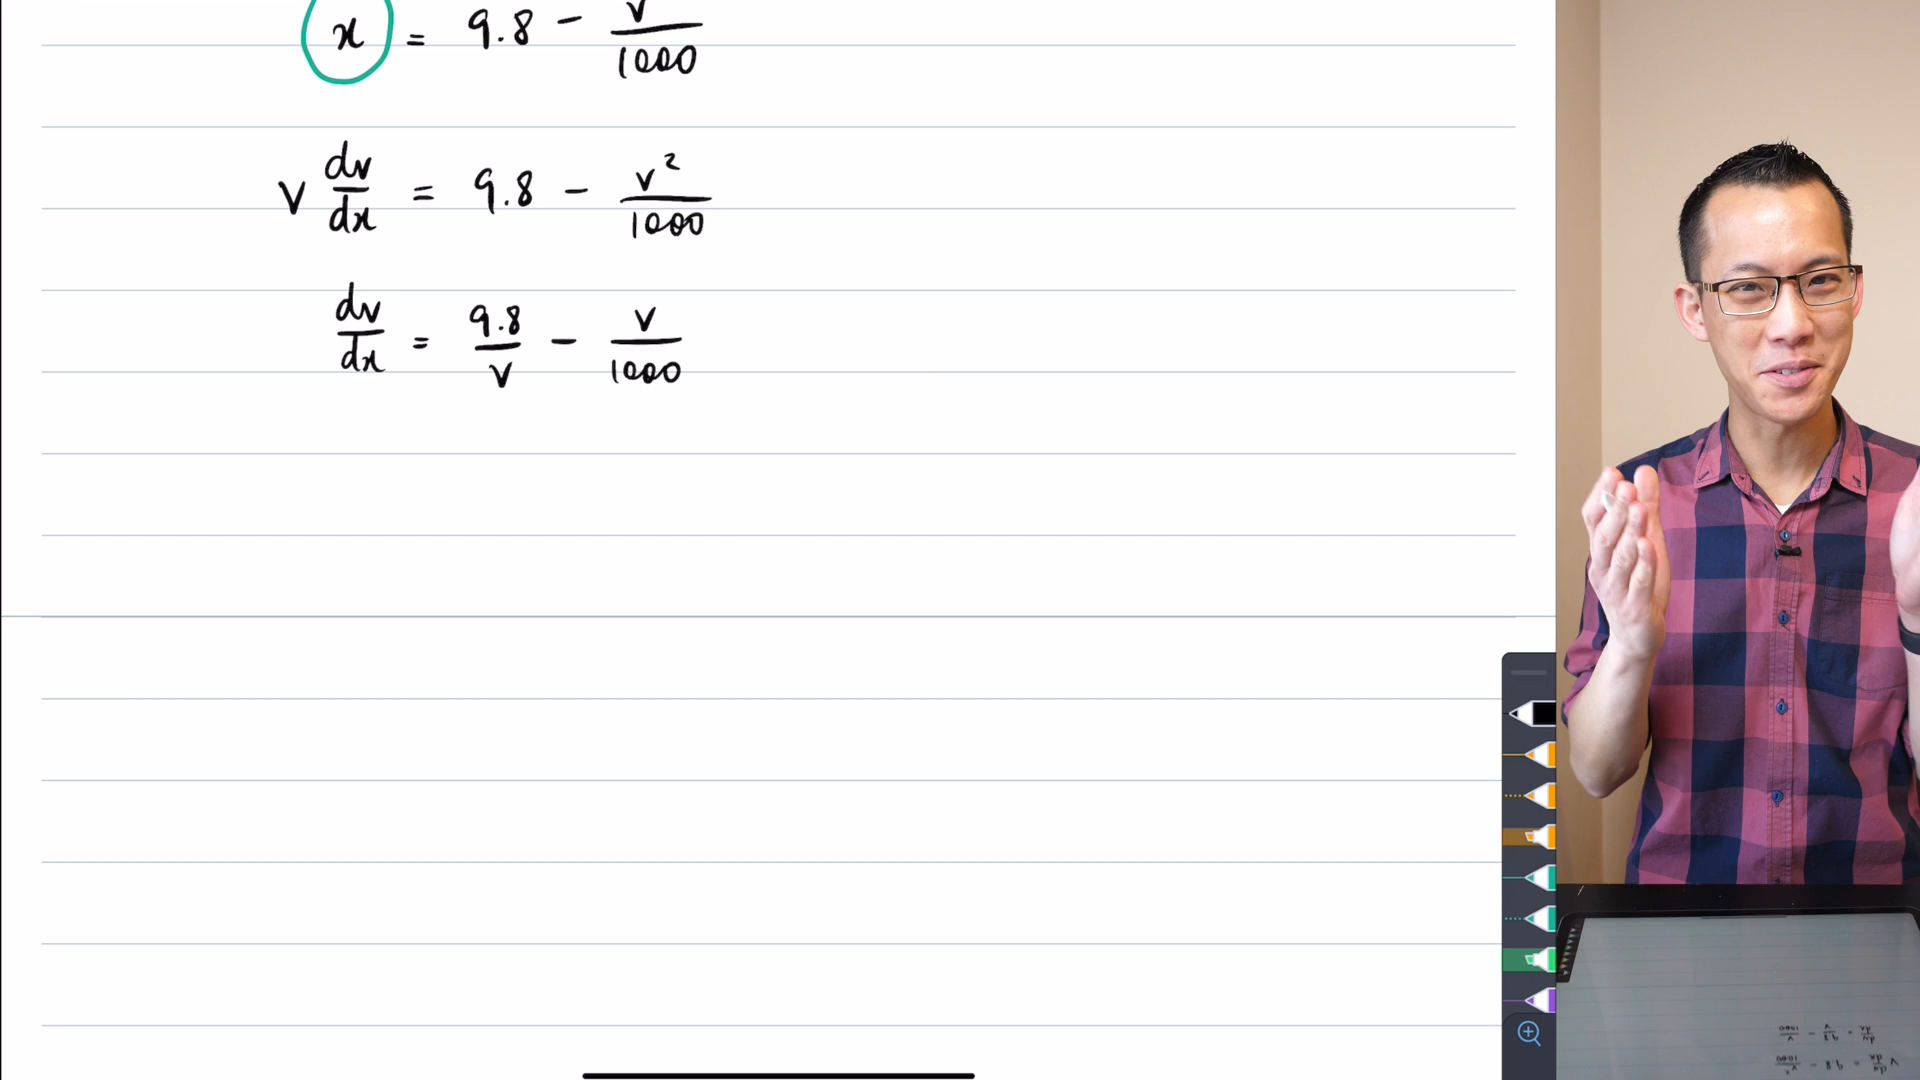 x = 9.8 - v/1000
v dv/dx = 9.8 - v²/1000
dv/dx = 9.8/v - v/1000